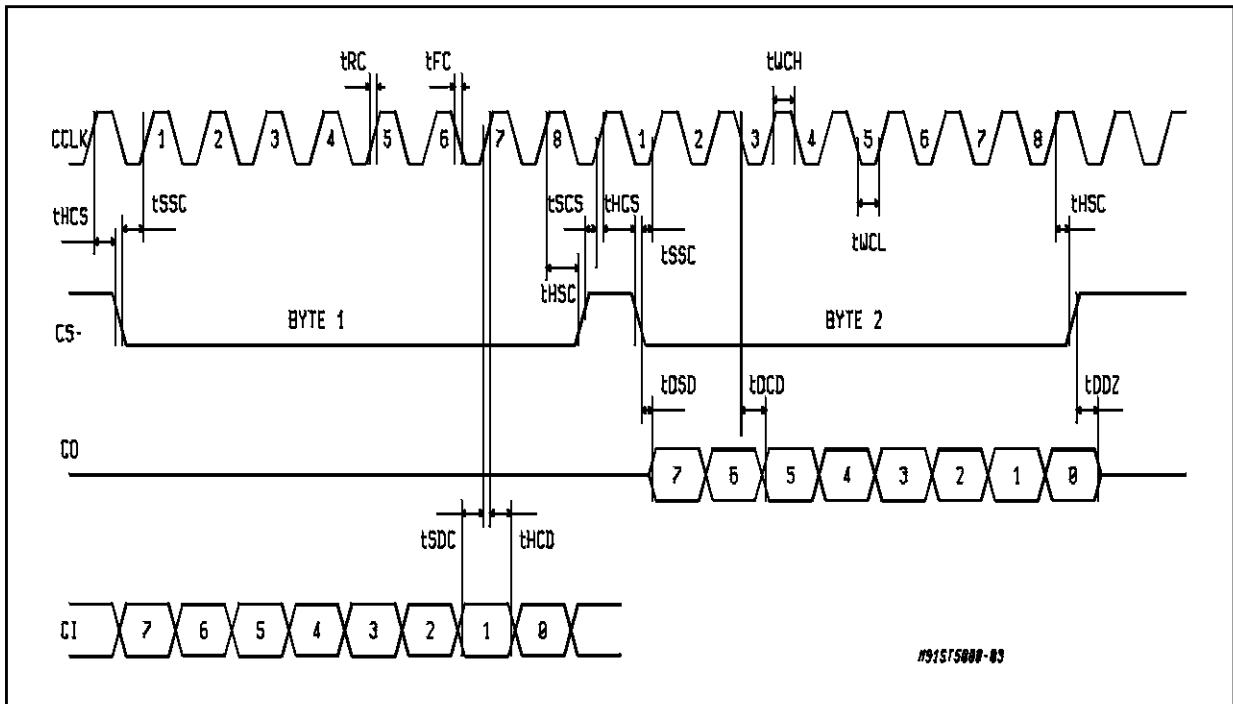 tRC tFC tWCH
CCLK 1 2 3 4 5 6 7 8 1 2 3 4 5 6 7 8
tHCS tSSC tSCS tHCS tSSC tWCL tHSC
tHSC
CS- BYTE 1 BYTE 2
tDSD tDCD tDDZ
CO
7 6 5 4 3 2 1 0
tSDC tHCD
CI 7 6 5 4 3 2 1 0